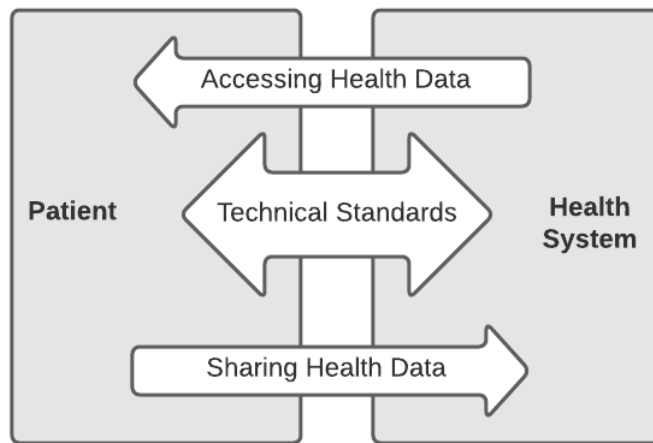 Accessing Health Data
Patient
Technical Standards
Health
System
Sharing Health Data